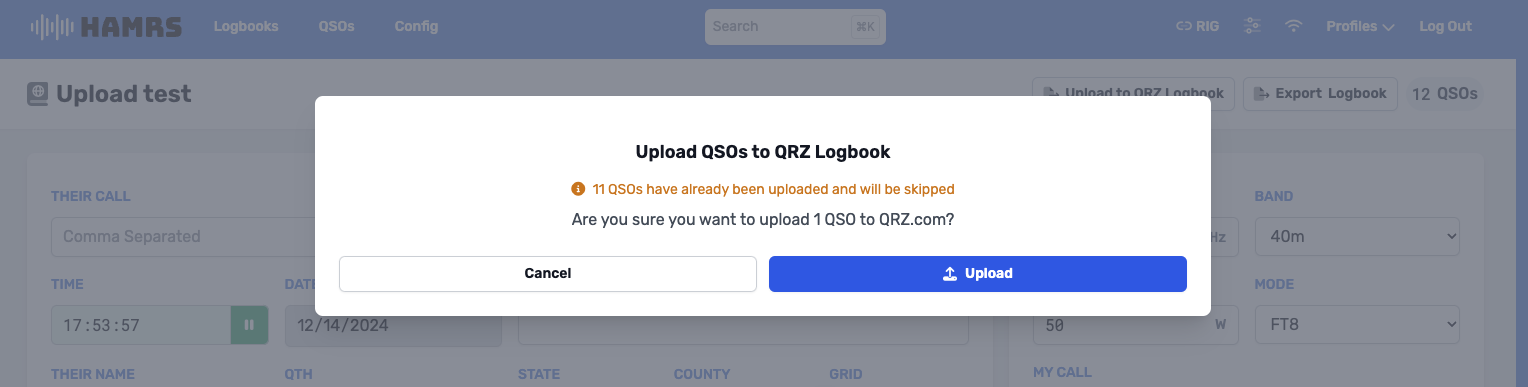 HAMRS Logbooks QSOs Config Search ⌘K RIG Profiles Log Out
Upload test Upload to QRZ Logbook Export Logbook 12 QSOs
Upload QSOs to QRZ Logbook
11 QSOs have already been uploaded and will be skipped
Are you sure you want to upload 1 QSO to QRZ.com?
Cancel Upload
THEIR CALL BAND
Comma Separated Hz 40m
TIME DATE MODE
17:53:57 12/14/2024 50 W FT8
THEIR NAME QTH STATE COUNTY GRID MY CALL